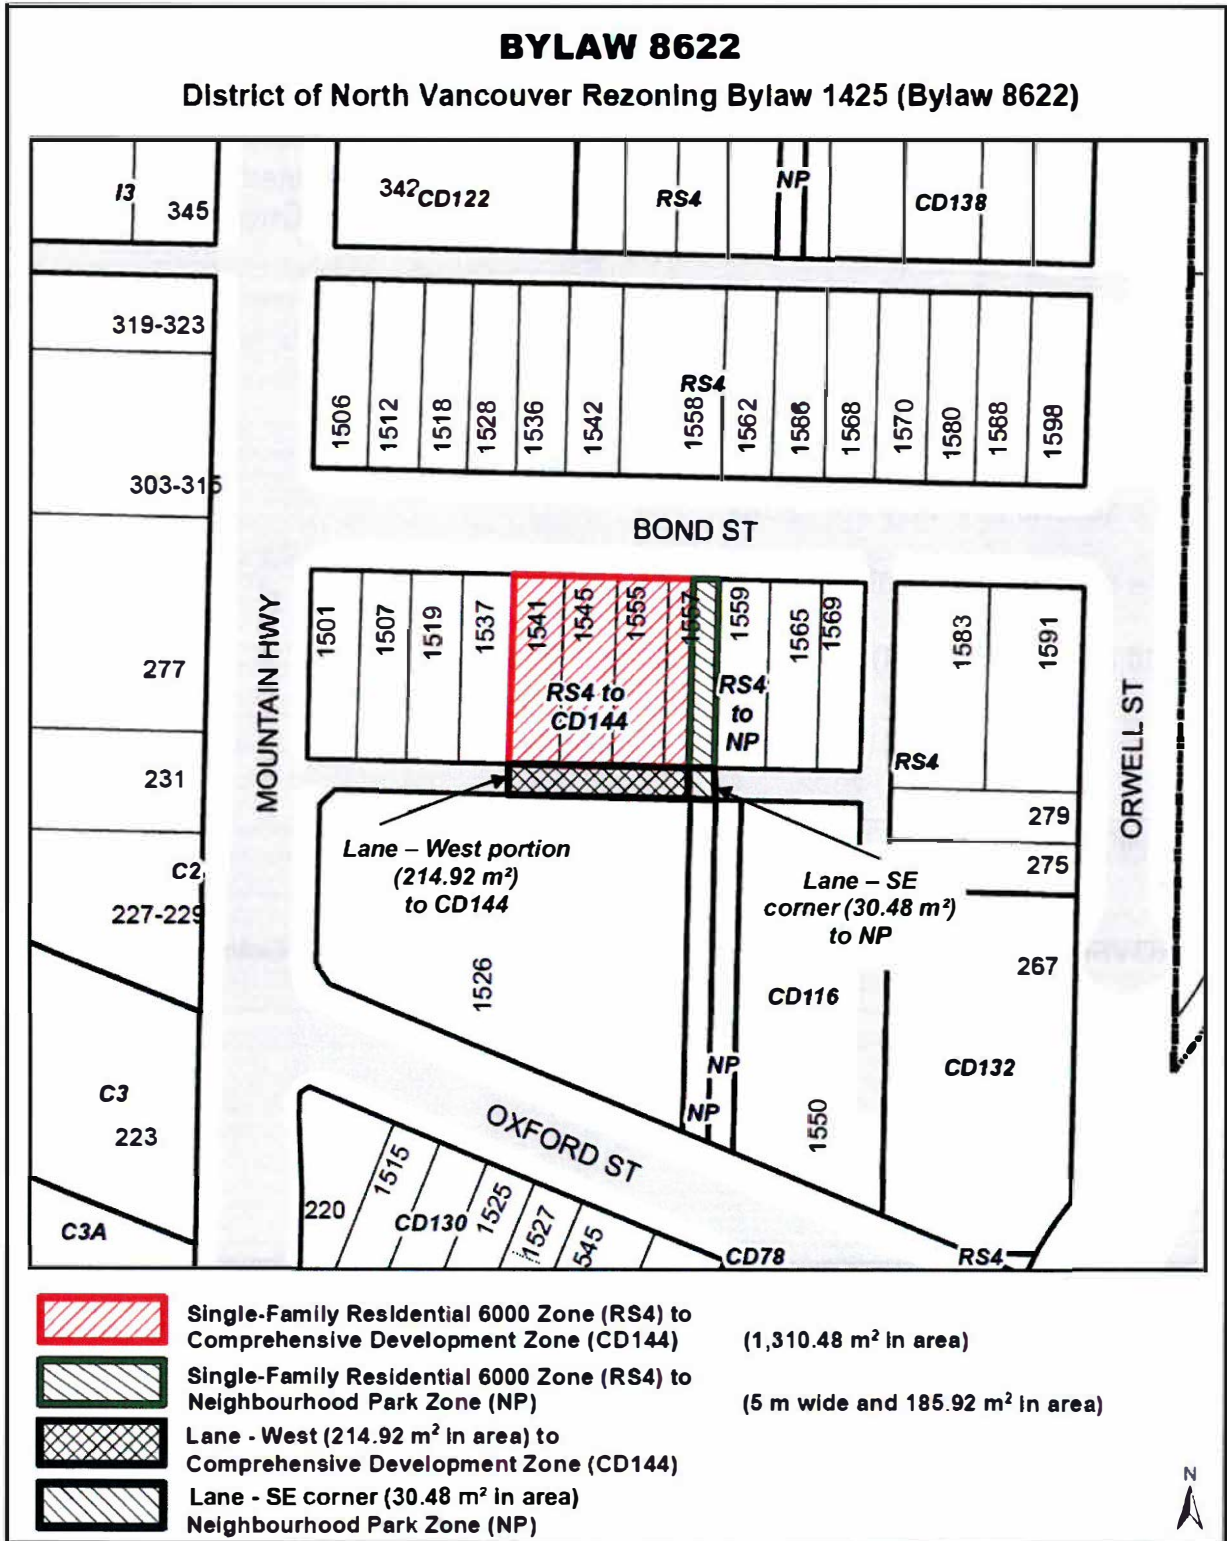 BYLAW 8622
District of North Vancouver Rezoning Bylaw 1425 (Bylaw 8622)
I3
345
342
CD122
RS4
NP
CD138
319-323
RS4
1506
1512
1518
1528
1536
1542
1558
1562
1566
1568
1570
1580
1588
1598
303-315
BOND ST
MOUNTAIN HWY
1501
1507
1519
1537
1541
1545
1555
1557
1559
1565
1569
1583
1591
277
RS4 to
CD144
RS4
to
NP
RS4
ORWELL ST
231
279
275
Lane – West portion
(214.92 m²)
to CD144
Lane – SE
corner (30.48 m²)
to NP
C2
227-229
1526
267
CD116
CD132
NP
NP
1550
C3
223
OXFORD ST
C3A
220
1515
CD130
1525
1527
545
CD78
RS4
Single-Family Residential 6000 Zone (RS4) to
Comprehensive Development Zone (CD144) (1,310.48 m² in area)
Single-Family Residential 6000 Zone (RS4) to
Neighbourhood Park Zone (NP) (5 m wide and 185.92 m² in area)
Lane - West (214.92 m² in area) to
Comprehensive Development Zone (CD144)
Lane - SE corner (30.48 m² in area)
Neighbourhood Park Zone (NP)
N